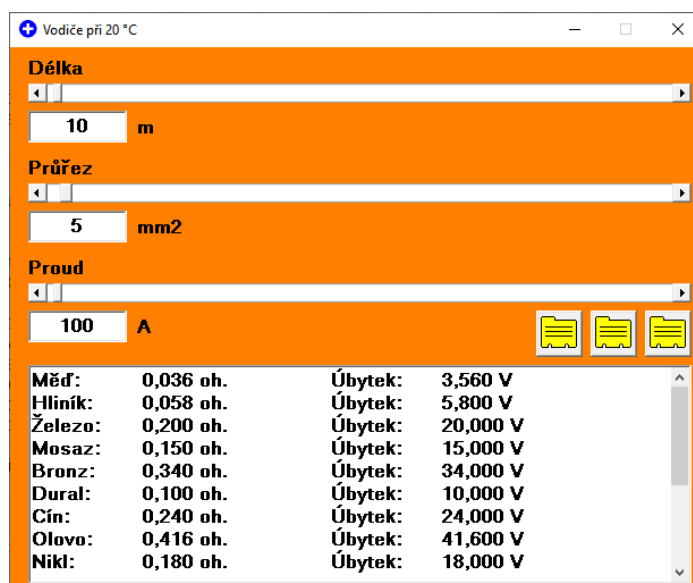 Vodiče při 20 °C
Délka
10 m
Průřez
5 mm2
Proud
100 A
Měď: 0,036 oh. Úbytek: 3,560 V
Hliník: 0,058 oh. Úbytek: 5,800 V
Železo: 0,200 oh. Úbytek: 20,000 V
Mosaz: 0,150 oh. Úbytek: 15,000 V
Bronz: 0,340 oh. Úbytek: 34,000 V
Dural: 0,100 oh. Úbytek: 10,000 V
Cín: 0,240 oh. Úbytek: 24,000 V
Olovo: 0,416 oh. Úbytek: 41,600 V
Nikl: 0,180 oh. Úbytek: 18,000 V